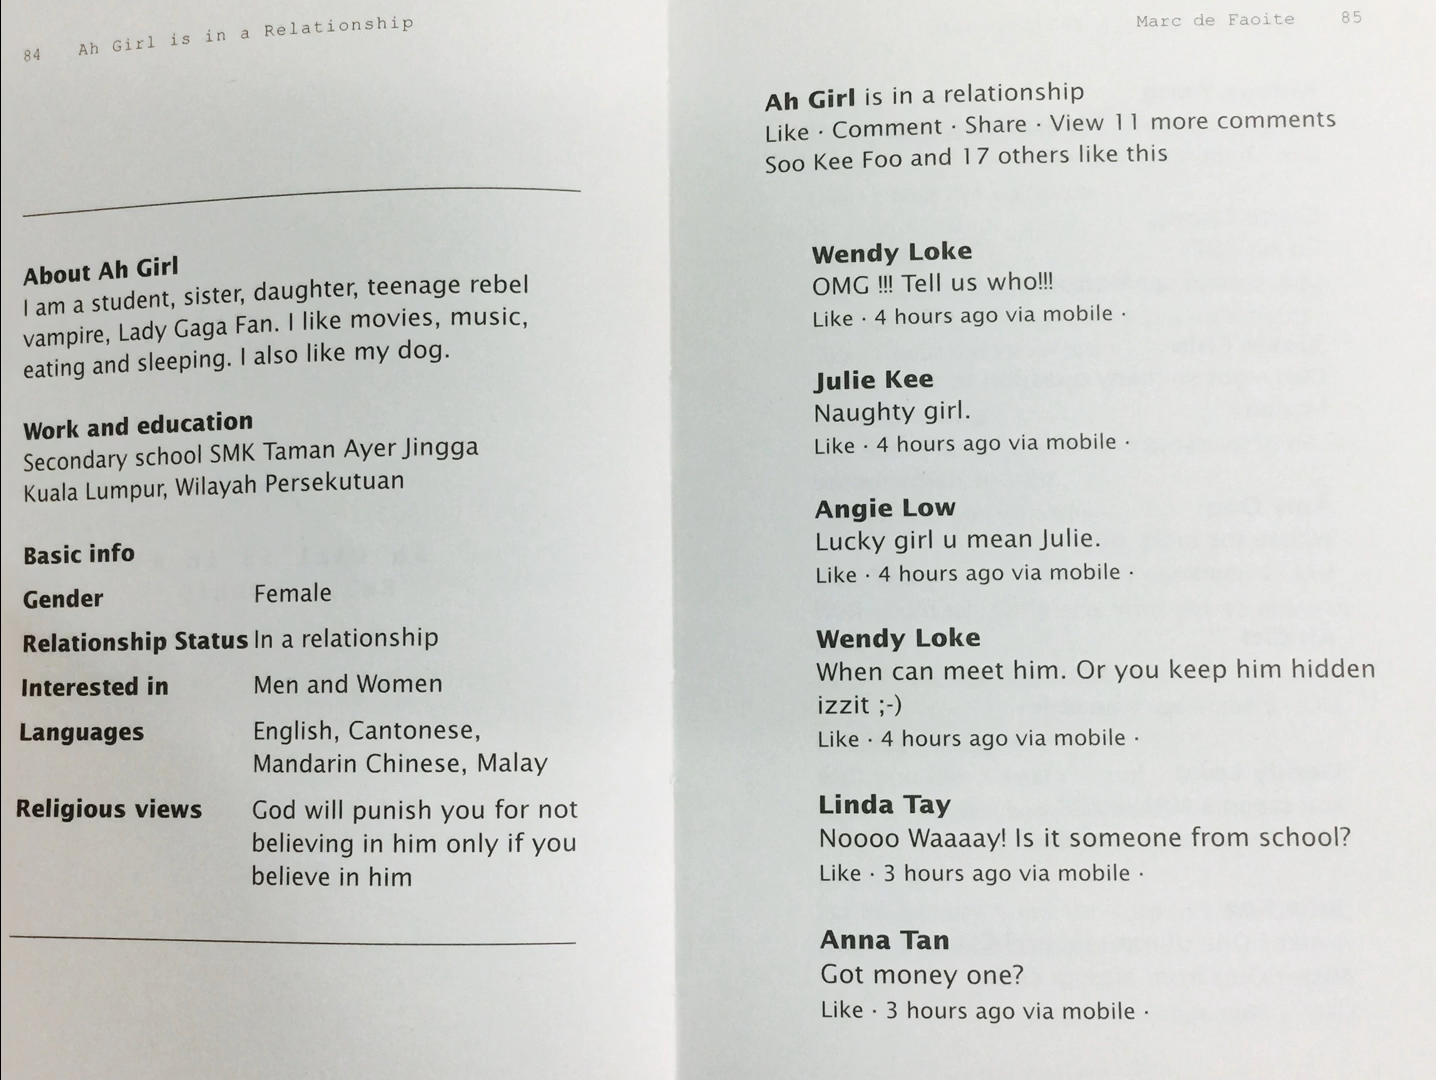 84 Ah Girl is in a Relationship
About Ah Girl
I am a student, sister, daughter, teenage rebel
vampire, Lady Gaga Fan. I like movies, music,
eating and sleeping. I also like my dog.
Work and education
Secondary school SMK Taman Ayer Jingga
Kuala Lumpur, Wilayah Persekutuan
Basic info
Gender Female
Relationship Status In a relationship
Interested in Men and Women
Languages English, Cantonese,
Mandarin Chinese, Malay
Religious views God will punish you for not
believing in him only if you
believe in him
Marc de Faoite 85
Ah Girl is in a relationship
Like · Comment · Share · View 11 more comments
Soo Kee Foo and 17 others like this
Wendy Loke
OMG !!! Tell us who!!!
Like · 4 hours ago via mobile ·
Julie Kee
Naughty girl.
Like · 4 hours ago via mobile ·
Angie Low
Lucky girl u mean Julie.
Like · 4 hours ago via mobile ·
Wendy Loke
When can meet him. Or you keep him hidden
izzit ;-)
Like · 4 hours ago via mobile ·
Linda Tay
Noooo Waaaay! Is it someone from school?
Like · 3 hours ago via mobile ·
Anna Tan
Got money one?
Like · 3 hours ago via mobile ·